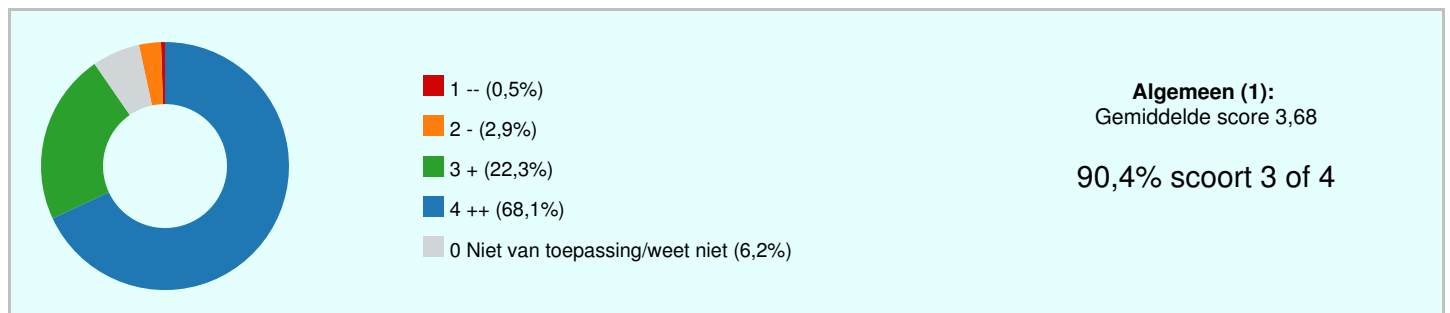 1 -- (0,5%)
2 - (2,9%)
3 + (22,3%)
4 ++ (68,1%)
0 Niet van toepassing/weet niet (6,2%)
Algemeen (1):
Gemiddelde score 3,68
90,4% scoort 3 of 4